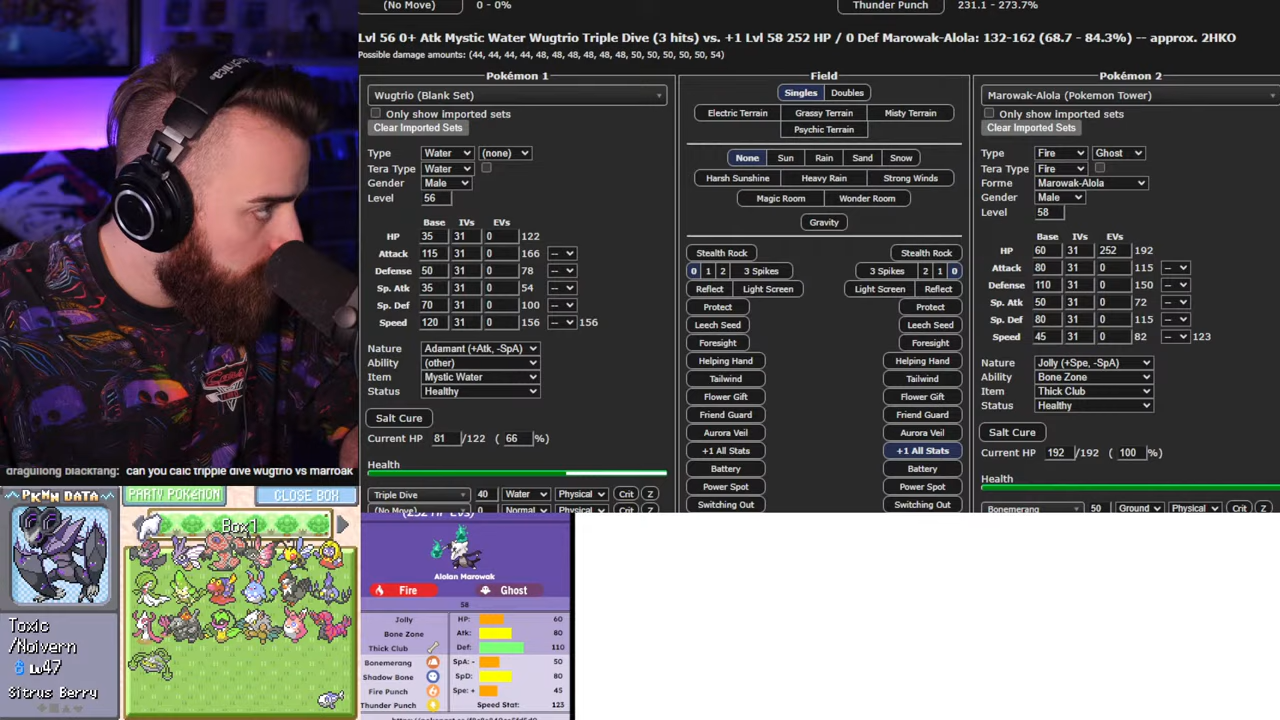 (No Move) 0 - 0% Thunder Punch 231.1 - 273.7%
Lvl 56 0+ Atk Mystic Water Wugtrio Triple Dive (3 hits) vs. +1 Lvl 58 252 HP / 0 Def Marowak-Alola: 132-162 (68.7 - 84.3%) -- approx. 2HKO
Possible damage amounts: (44, 44, 44, 44, 48, 48, 48, 48, 48, 48, 50, 50, 50, 50, 50, 54)
Pokémon 1
Wugtrio (Blank Set)
Only show imported sets
Clear Imported Sets
Type Water (none)
Tera Type Water
Gender Male
Level 56
Base IVs EVs
HP 35 31 0 122
Attack 115 31 0 166 --
Defense 50 31 0 78 --
Sp. Atk 35 31 0 54 --
Sp. Def 70 31 0 100 --
Speed 120 31 0 156 -- 156
Nature Adamant (+Atk, -SpA)
Ability (other)
Item Mystic Water
Status Healthy
Salt Cure
Current HP 81 /122 ( 66 %)
Health
Triple Dive 40 Water Physical Crit Z
(No Move) 0 Normal Physical Crit Z
Field
Singles Doubles
Electric Terrain Grassy Terrain Misty Terrain
Psychic Terrain
None Sun Rain Sand Snow
Harsh Sunshine Heavy Rain Strong Winds
Magic Room Wonder Room
Gravity
Stealth Rock Stealth Rock
0 1 2 3 Spikes 3 Spikes 2 1 0
Reflect Light Screen Light Screen Reflect
Protect Protect
Leech Seed Leech Seed
Foresight Foresight
Helping Hand Helping Hand
Tailwind Tailwind
Flower Gift Flower Gift
Friend Guard Friend Guard
Aurora Veil Aurora Veil
+1 All Stats +1 All Stats
Battery Battery
Power Spot Power Spot
Switching Out Switching Out
Pokémon 2
Marowak-Alola (Pokemon Tower)
Only show imported sets
Clear Imported Sets
Type Fire Ghost
Tera Type Fire
Forme Marowak-Alola
Gender Male
Level 58
Base IVs EVs
HP 60 31 252 192
Attack 80 31 0 115 --
Defense 110 31 0 150 --
Sp. Atk 50 31 0 72 --
Sp. Def 80 31 0 115 --
Speed 45 31 0 82 -- 123
Nature Jolly (+Spe, -SpA)
Ability Bone Zone
Item Thick Club
Status Healthy
Salt Cure
Current HP 192 /192 ( 100 %)
Health
Bonemerang 50 Ground Physical Crit Z
dragullong blackfang: can you calc tripple dive wugtrio vs marroak
PKMN DATA
PARTY POKéMON
CLOSE BOX
Box1
Toxic
/Noivern
Lv47
Sitrus Berry
(252 HP EVs)
Alolan Marowak
Fire Ghost
58
Jolly HP: 60
Bone Zone Atk: 80
Thick Club Def: 110
Bonemerang SpA: - 50
Shadow Bone SpD: 80
Fire Punch Spe: + 45
Thunder Punch Speed Stat: 123